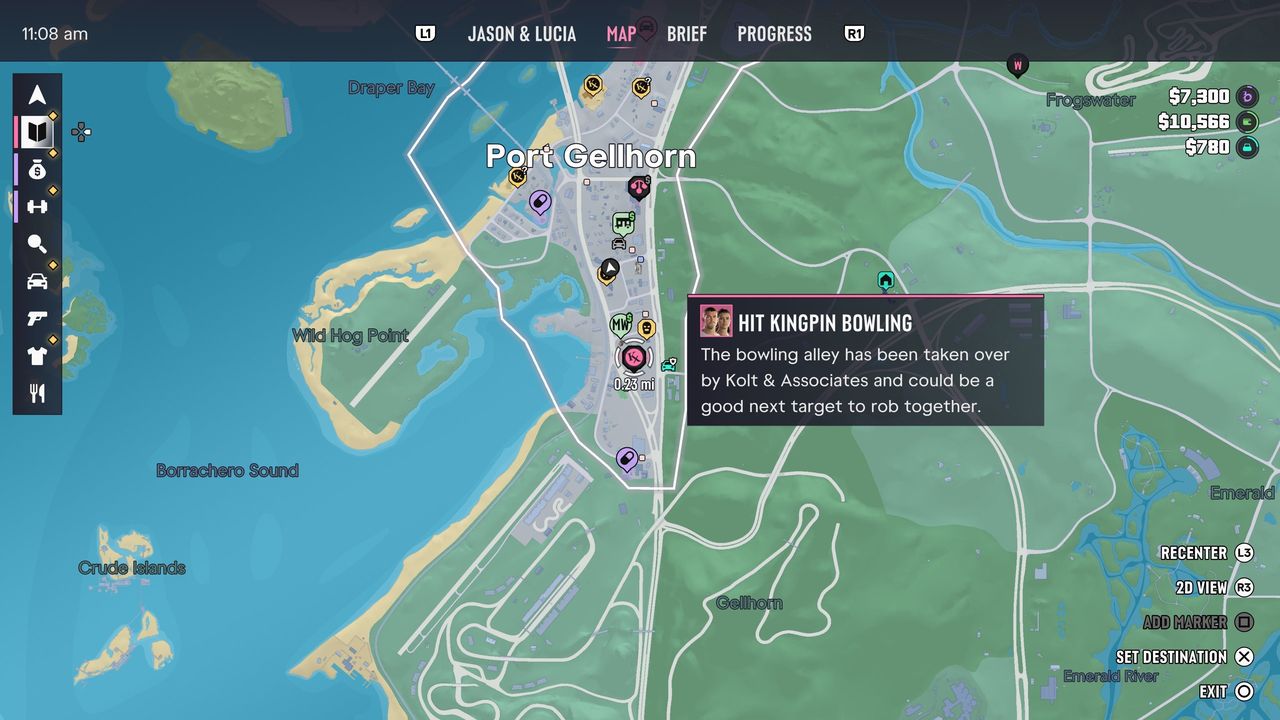 11:08 am
L1
JASON & LUCIA
MAP
BRIEF
PROGRESS
R1
Draper Bay
W
Frogswater
$7,300
$10,566
$780
Port Gellhorn
Wild Hog Point
MW
0.23 mi
HIT KINGPIN BOWLING
The bowling alley has been taken over
by Kolt & Associates and could be a
good next target to rob together.
Borrachero Sound
Emerald
Crude Islands
Gellhorn
RECENTER L3
2D VIEW R3
ADD MARKER
SET DESTINATION
Emerald River
EXIT